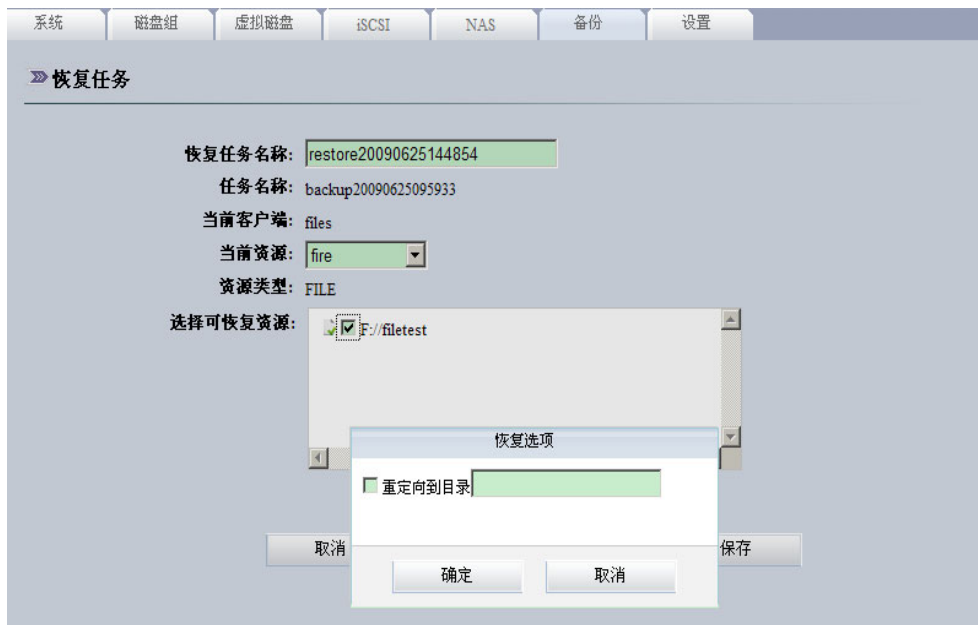 系统 磁盘组 虚拟磁盘 iSCSI NAS 备份 设置
恢复任务
恢复任务名称: restore20090625144854
任务名称: backup20090625095933
当前客户端: files
当前资源: fire
资源类型: FILE
选择可恢复资源: F://filetest
恢复选项
重定向到目录
取消 保存
确定 取消